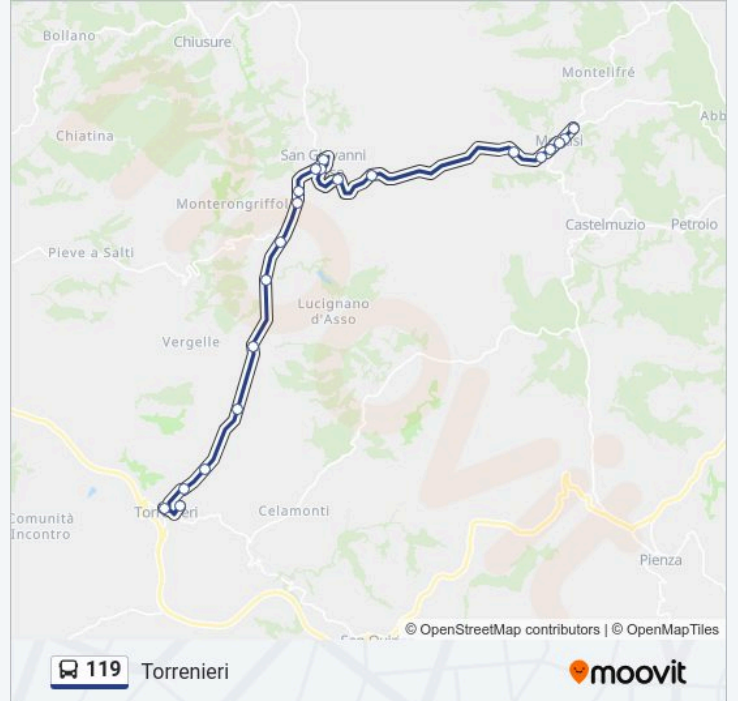 Bollano
Chiusure
Montelifré
Abb
Chiatina
San Giovanni
Monterongriffoli
Castelmuzio
Petroio
Pieve a Salti
Lucignano
d'Asso
Vergelle
Celamonti
Comunità
Incontro
Pienza
© OpenStreetMap contributors | © OpenMapTiles
119 Torrenieri
moovit